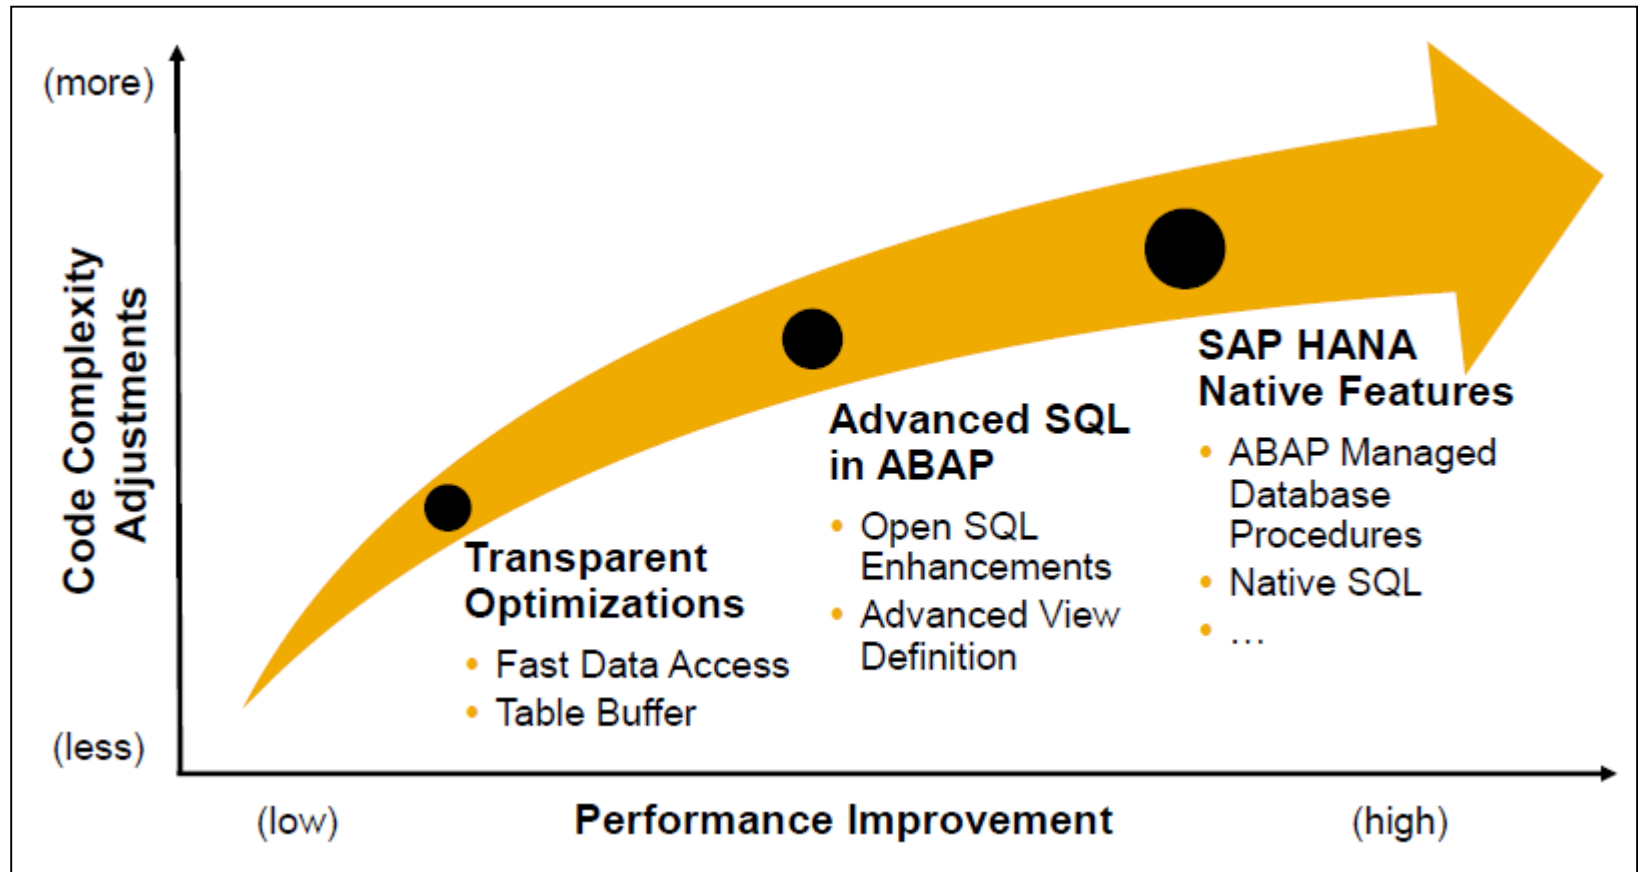 (more)
Code Complexity
Adjustments
(less)
Transparent
Optimizations
• Fast Data Access
• Table Buffer
Advanced SQL
in ABAP
• Open SQL
Enhancements
• Advanced View
Definition
SAP HANA
Native Features
• ABAP Managed
Database
Procedures
• Native SQL
• ...
(low)
Performance Improvement
(high)